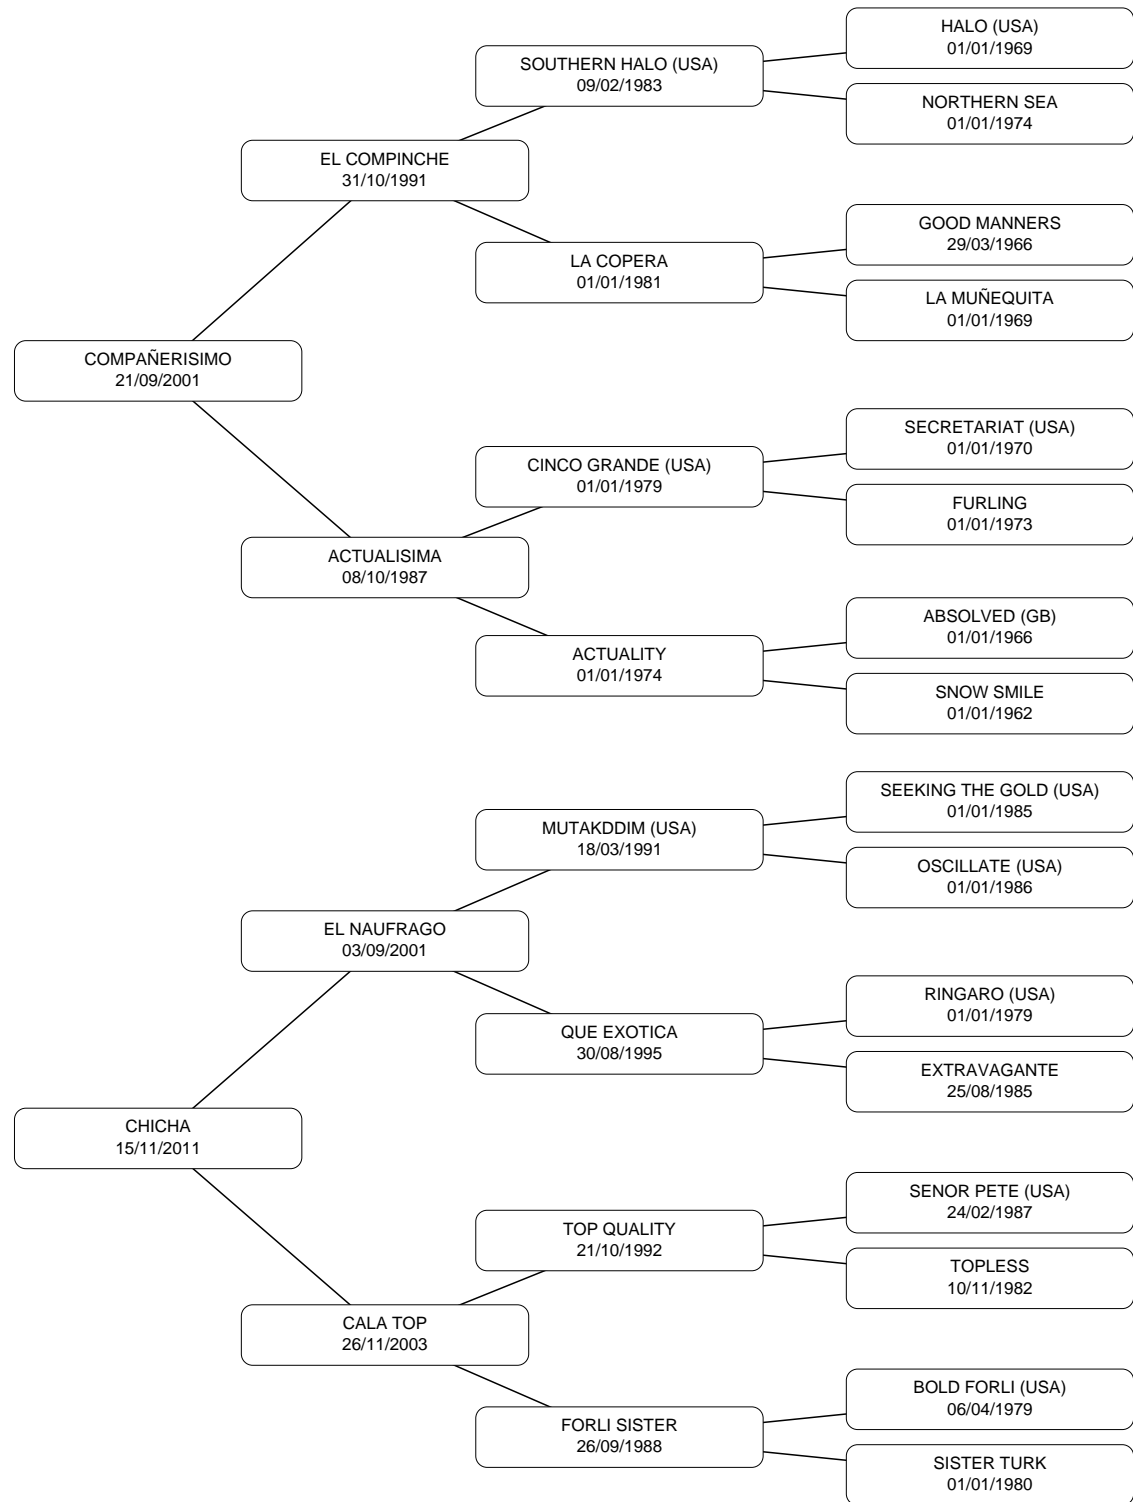 HALO (USA)
01/01/1969
SOUTHERN HALO (USA)
09/02/1983
NORTHERN SEA
01/01/1974
EL COMPINCHE
31/10/1991
GOOD MANNERS
29/03/1966
LA COPERA
01/01/1981
LA MUÑEQUITA
01/01/1969
COMPAÑERISIMO
21/09/2001
SECRETARIAT (USA)
01/01/1970
CINCO GRANDE (USA)
01/01/1979
FURLING
01/01/1973
ACTUALISIMA
08/10/1987
ABSOLVED (GB)
01/01/1966
ACTUALITY
01/01/1974
SNOW SMILE
01/01/1962
SEEKING THE GOLD (USA)
01/01/1985
MUTAKDDIM (USA)
18/03/1991
OSCILLATE (USA)
01/01/1986
EL NAUFRAGO
03/09/2001
RINGARO (USA)
01/01/1979
QUE EXOTICA
30/08/1995
EXTRAVAGANTE
25/08/1985
CHICHA
15/11/2011
SENOR PETE (USA)
24/02/1987
TOP QUALITY
21/10/1992
TOPLESS
10/11/1982
CALA TOP
26/11/2003
BOLD FORLI (USA)
06/04/1979
FORLI SISTER
26/09/1988
SISTER TURK
01/01/1980